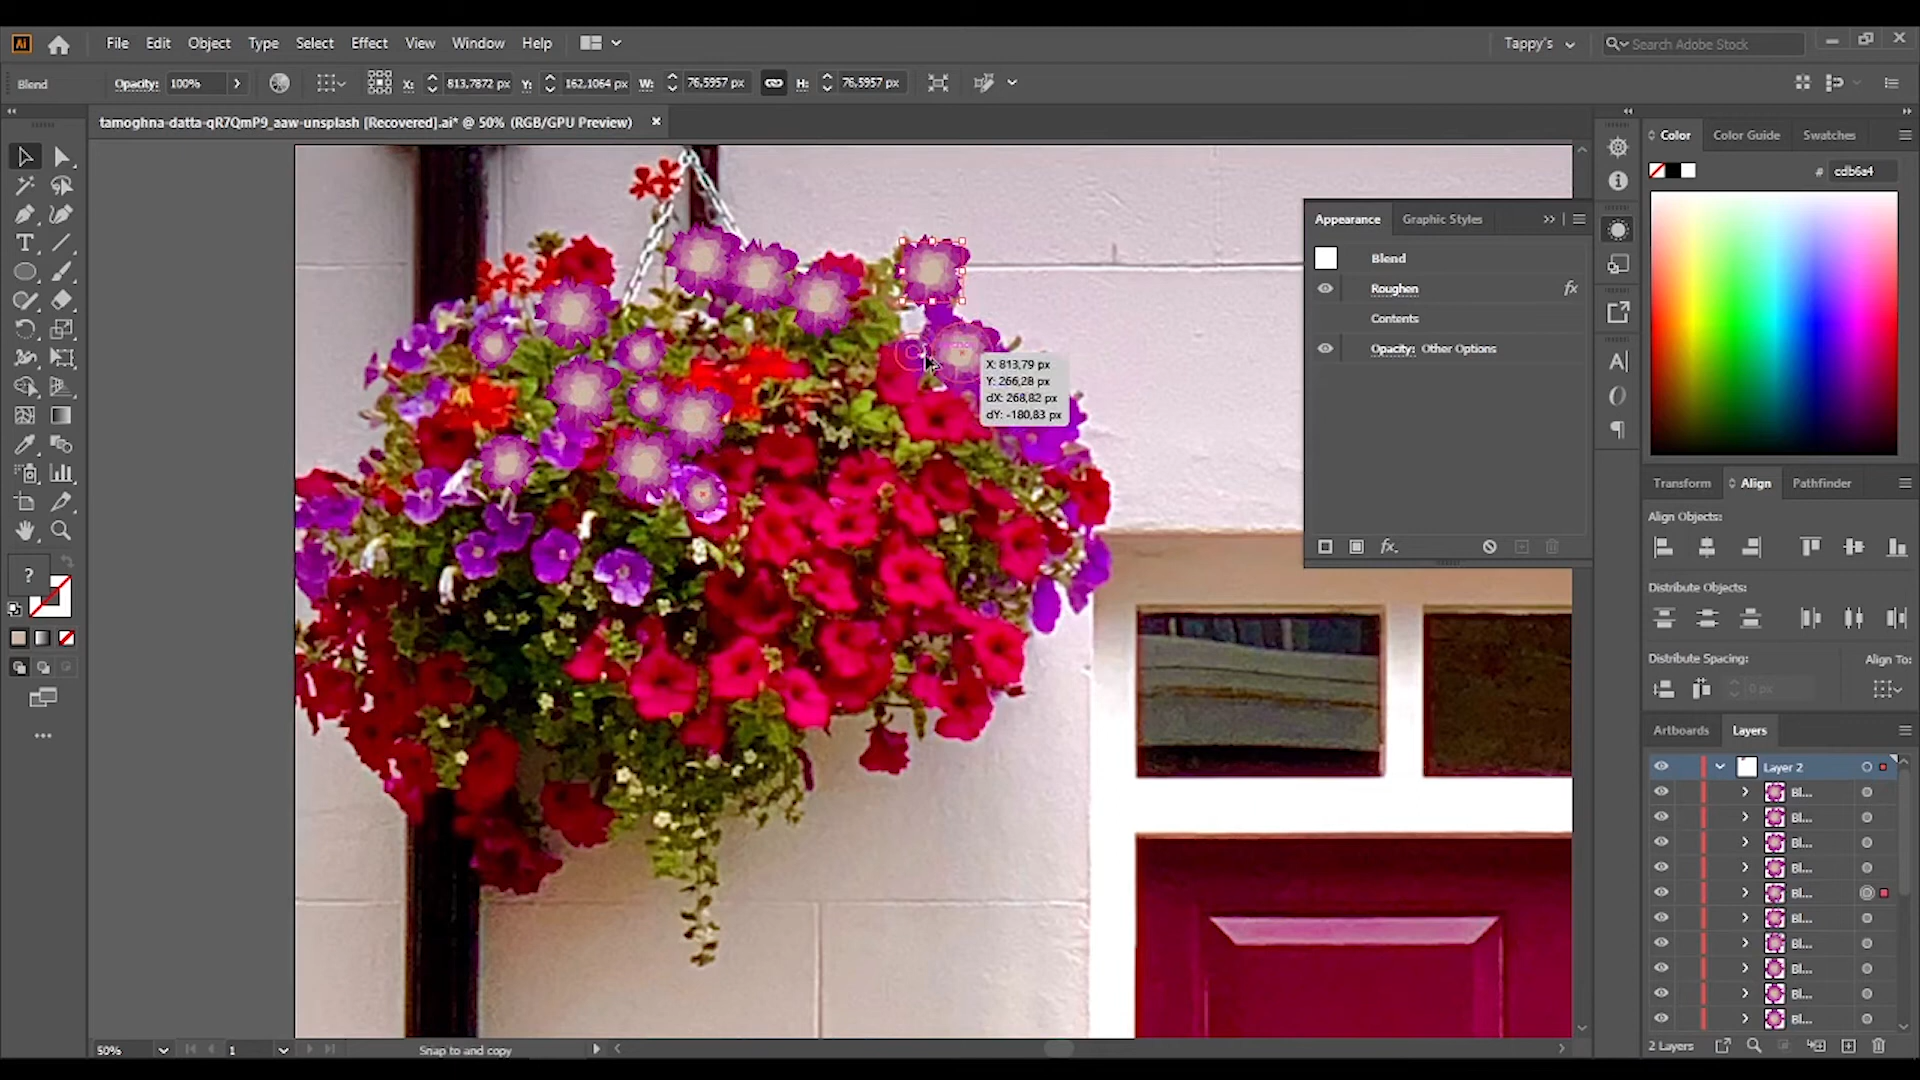 Ai File Edit Object Type Select Effect View Window Help Tappy's Search Adobe Stock
Blend Opacity: 100% X: 813,7872 px Y: 162,1064 px W: 76,5957 px H: 76,5957 px
tamoghna-datta-qR7QmP9_aaw-unsplash [Recovered].ai* @ 50% (RGB/GPU Preview)
Color Color Guide Swatches
# cdb6a4
Appearance Graphic Styles
Blend
Roughen fx
Contents
Opacity: Other Options
fx.
X: 813,79 px
Y: 266,28 px
dX: 268,82 px
dY: -180,83 px
Transform Align Pathfinder
Align Objects:
Distribute Objects:
Distribute Spacing: Align To:
0 px
Artboards Layers
Layer 2
Bl...
Bl...
Bl...
Bl...
Bl...
Bl...
Bl...
Bl...
Bl...
Bl...
2 Layers
50% 1 Snap to and copy